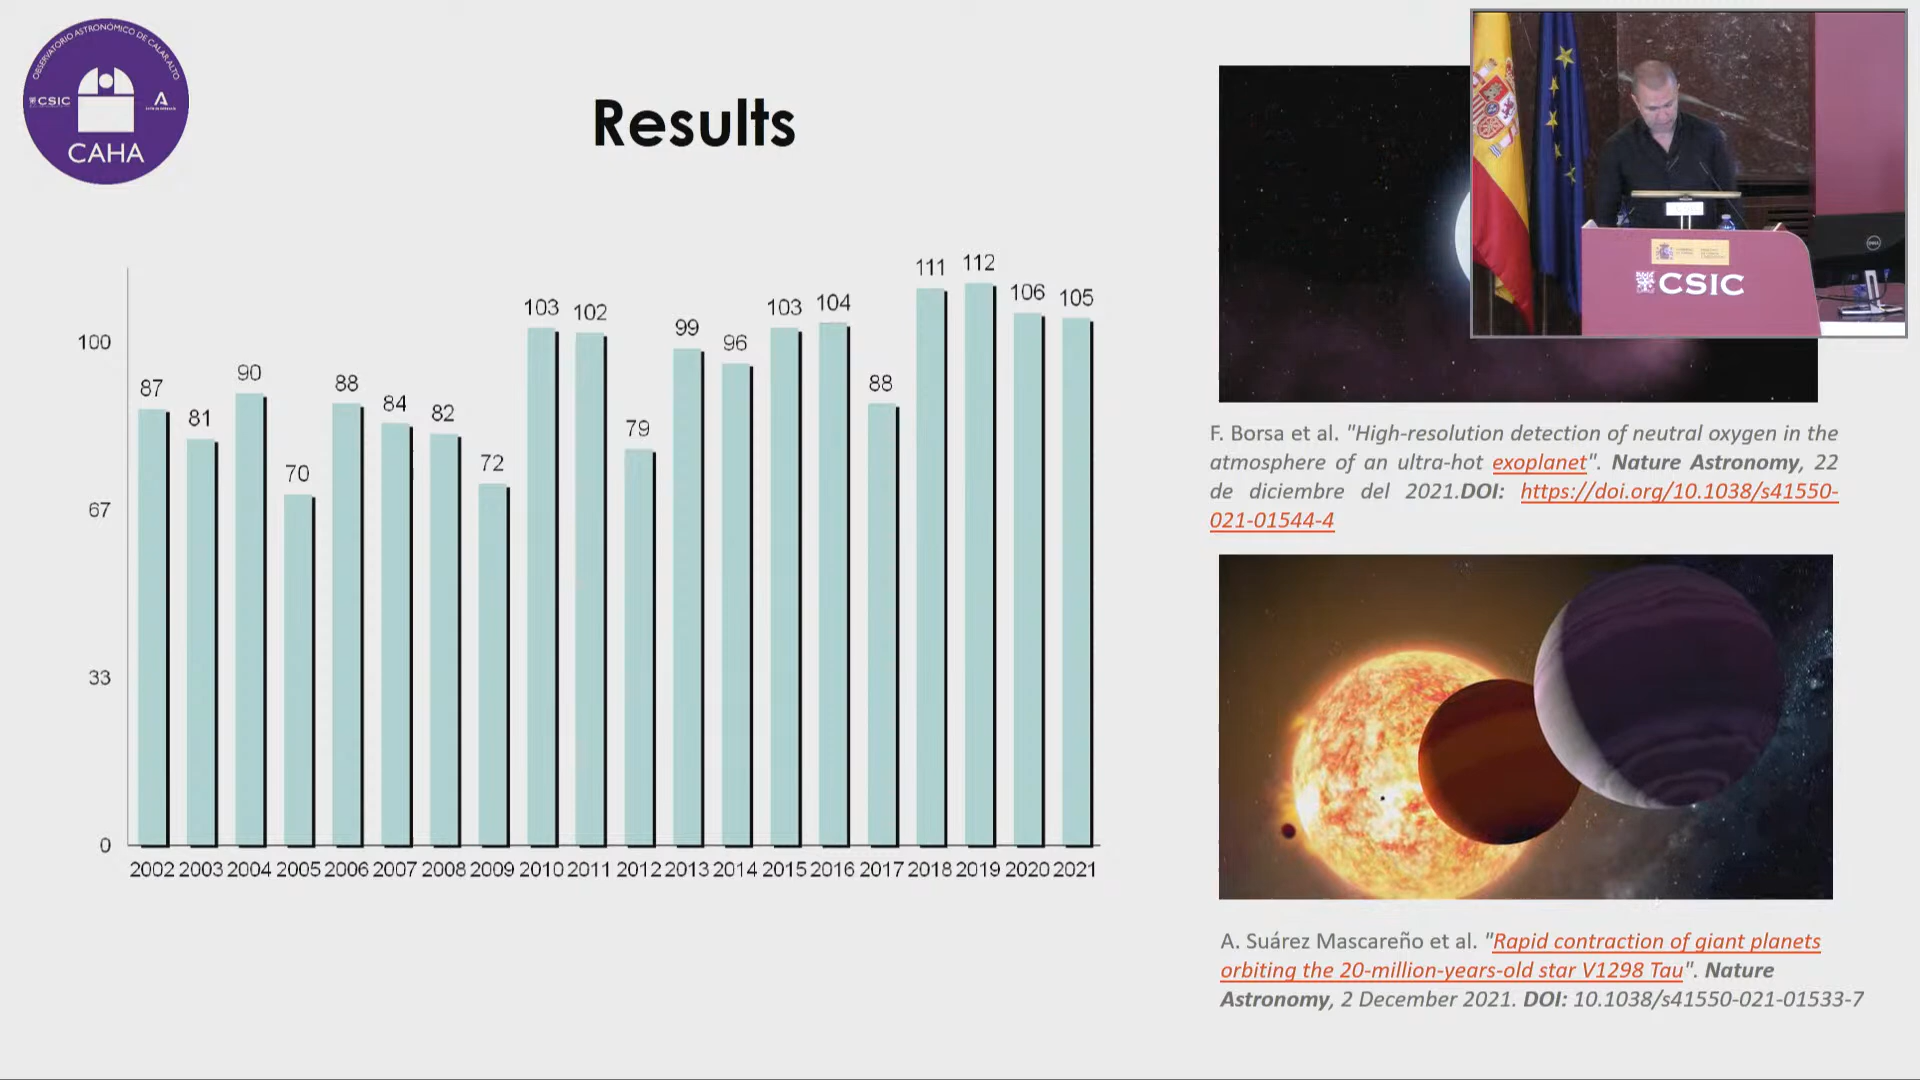 OBSERVATORIO ASTRONÓMICO DE CALAR ALTO
CSIC
CAHA
Results
87
81
90
70
88
84
82
72
103
102
79
99
96
103
104
88
111
112
106
105
100
67
33
0
2002 2003 2004 2005 2006 2007 2008 2009 2010 2011 2012 2013 2014 2015 2016 2017 2018 2019 2020 2021
CSIC
F. Borsa et al. "High-resolution detection of neutral oxygen in the
atmosphere of an ultra-hot exoplanet". Nature Astronomy, 22
de diciembre del 2021.DOI: https://doi.org/10.1038/s41550-
021-01544-4
A. Suárez Mascareño et al. "Rapid contraction of giant planets
orbiting the 20-million-years-old star V1298 Tau". Nature
Astronomy, 2 December 2021. DOI: 10.1038/s41550-021-01533-7